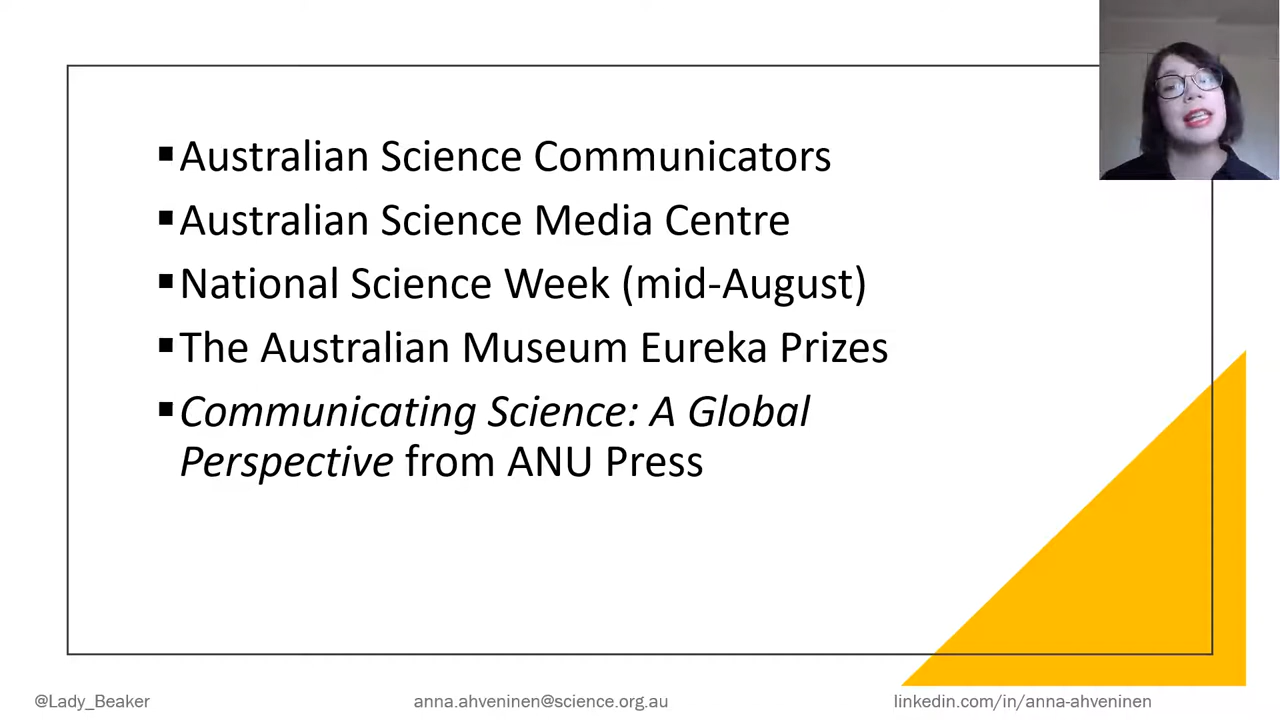 ▪Australian Science Communicators
▪Australian Science Media Centre
▪National Science Week (mid-August)
▪The Australian Museum Eureka Prizes
▪Communicating Science: A Global
Perspective from ANU Press
@Lady_Beaker
anna.ahveninen@science.org.au
linkedin.com/in/anna-ahveninen